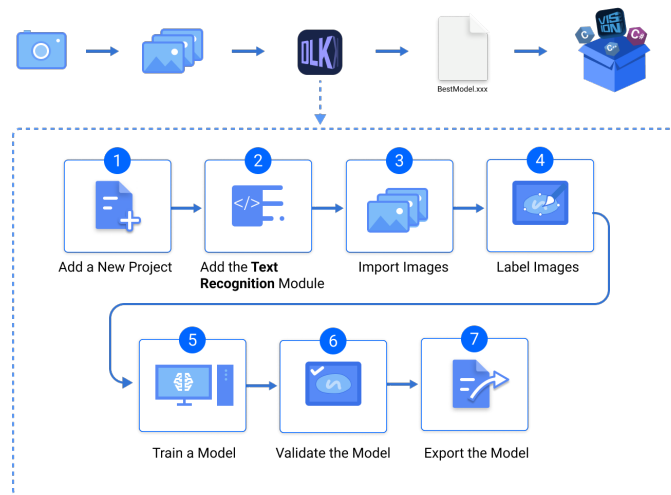 DLK
VISION
C
C#
C++
BestModel.xxx
1
2
3
4
</>
Add a New Project
Add the Text
Recognition Module
Import Images
Label Images
5
6
7
Train a Model
Validate the Model
Export the Model